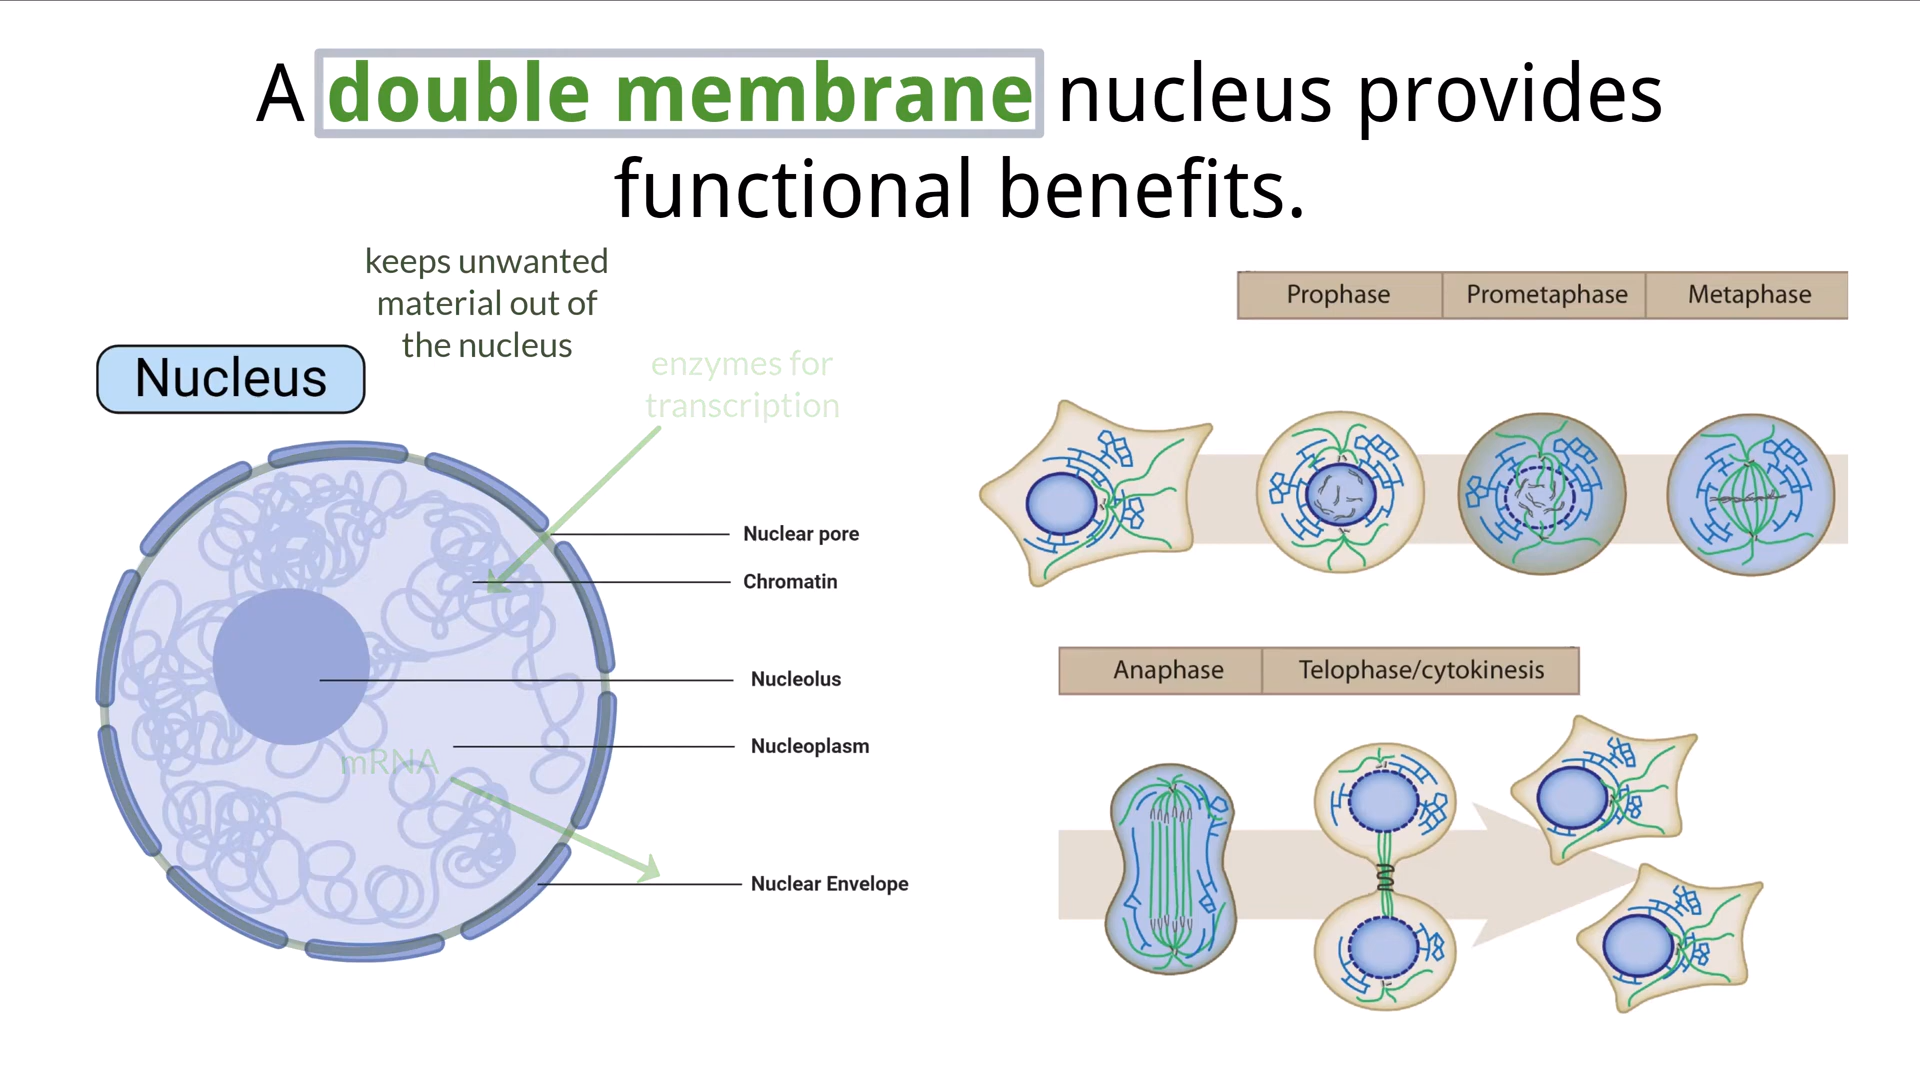 A double membrane nucleus provides
functional benefits.
keeps unwanted
material out of
the nucleus
Nucleus
enzymes for
transcription
Nuclear pore
Chromatin
Nucleolus
mRNA
Nucleoplasm
Nuclear Envelope
Prophase
Prometaphase
Metaphase
Anaphase
Telophase/cytokinesis